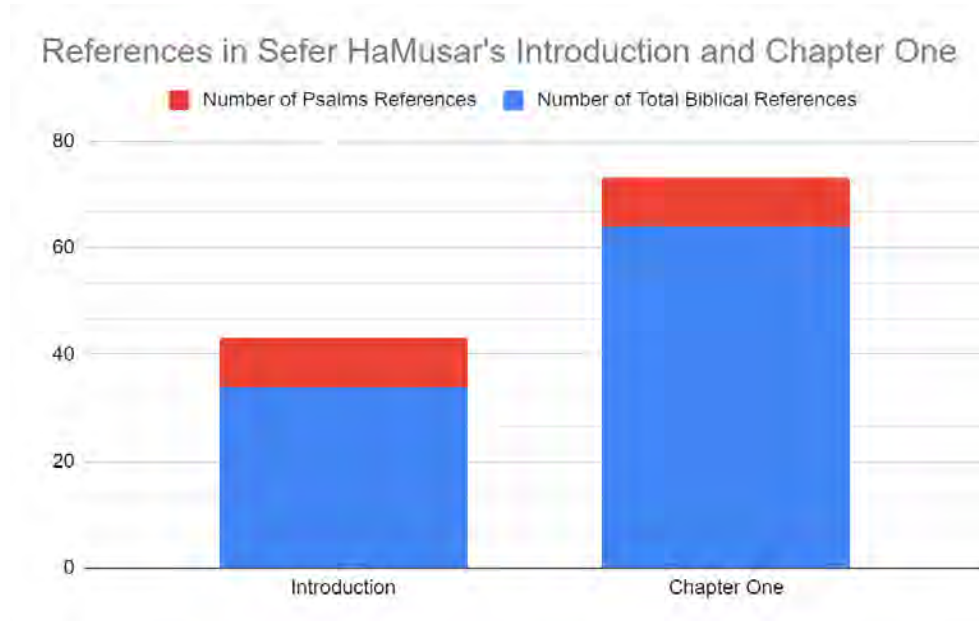 References in Sefer HaMusar's Introduction and Chapter One
Number of Psalms References Number of Total Biblical References
80
60
40
20
0
Introduction Chapter One